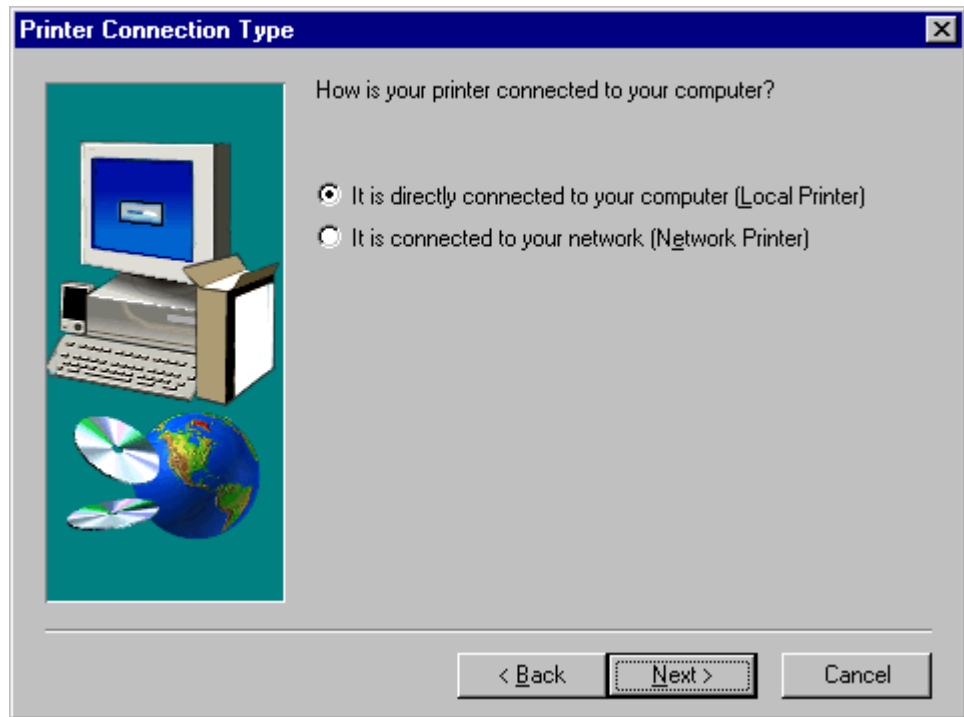 Printer Connection Type
How is your printer connected to your computer?
It is directly connected to your computer (Local Printer)
It is connected to your network (Network Printer)
< Back
Next >
Cancel